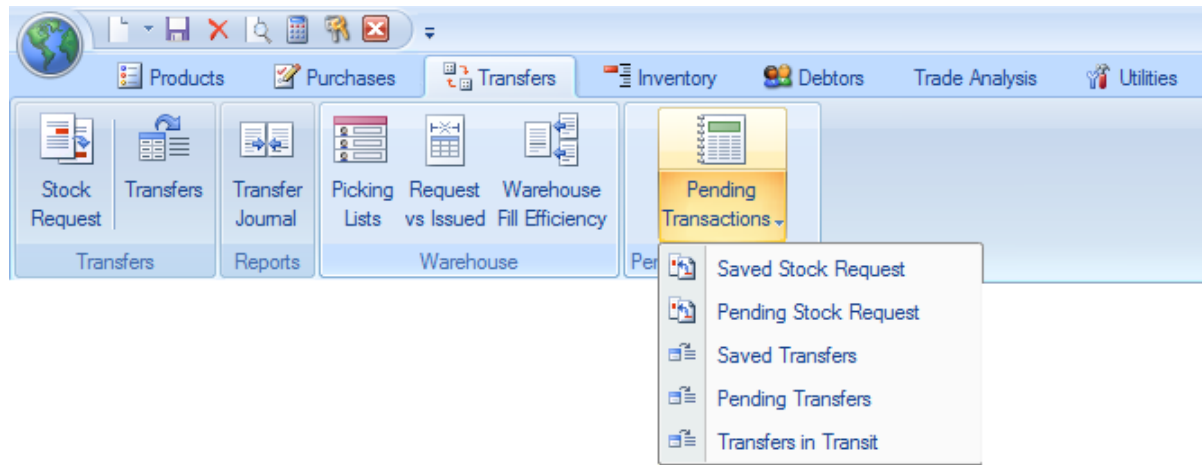 Products Purchases Transfers Inventory Debtors Trade Analysis Utilities
Stock Request
Transfers
Transfer Journal
Picking Lists
Request vs Issued
Warehouse Fill Efficiency
Pending Transactions
Transfers Reports Warehouse Per
Saved Stock Request
Pending Stock Request
Saved Transfers
Pending Transfers
Transfers in Transit